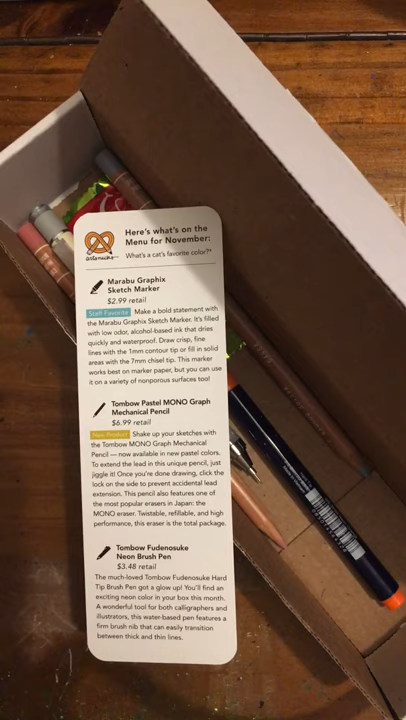 artsnacks
Here's what's on the
Menu for November:
What's a cat's favorite color?*
Marabu Graphix
Sketch Marker
$2.99 retail
Staff Favorite Make a bold statement with
the Marabu Graphix Sketch Marker. It's filled
with low odor, alcohol-based ink that dries
quickly and waterproof. Draw crisp, fine
lines with the 1mm contour tip or fill in solid
areas with the 7mm chisel tip. This marker
works best on marker paper, but you can use
it on a variety of nonporous surfaces too!
Tombow Pastel MONO Graph
Mechanical Pencil
$6.99 retail
New Product Shake up your sketches with
the Tombow MONO Graph Mechanical
Pencil — now available in new pastel colors.
To extend the lead in this unique pencil, just
jiggle it! Once you're done drawing, click the
lock on the side to prevent accidental lead
extension. This pencil also features one of
the most popular erasers in Japan: the
MONO eraser. Twistable, refillable, and high
performance, this eraser is the total package.
Tombow Fudenosuke
Neon Brush Pen
$3.48 retail
The much-loved Tombow Fudenosuke Hard
Tip Brush Pen got a glow up! You'll find an
exciting neon color in your box this month.
A wonderful tool for both calligraphers and
illustrators, this water-based pen features a
firm brush nib that can easily transition
between thick and thin lines.